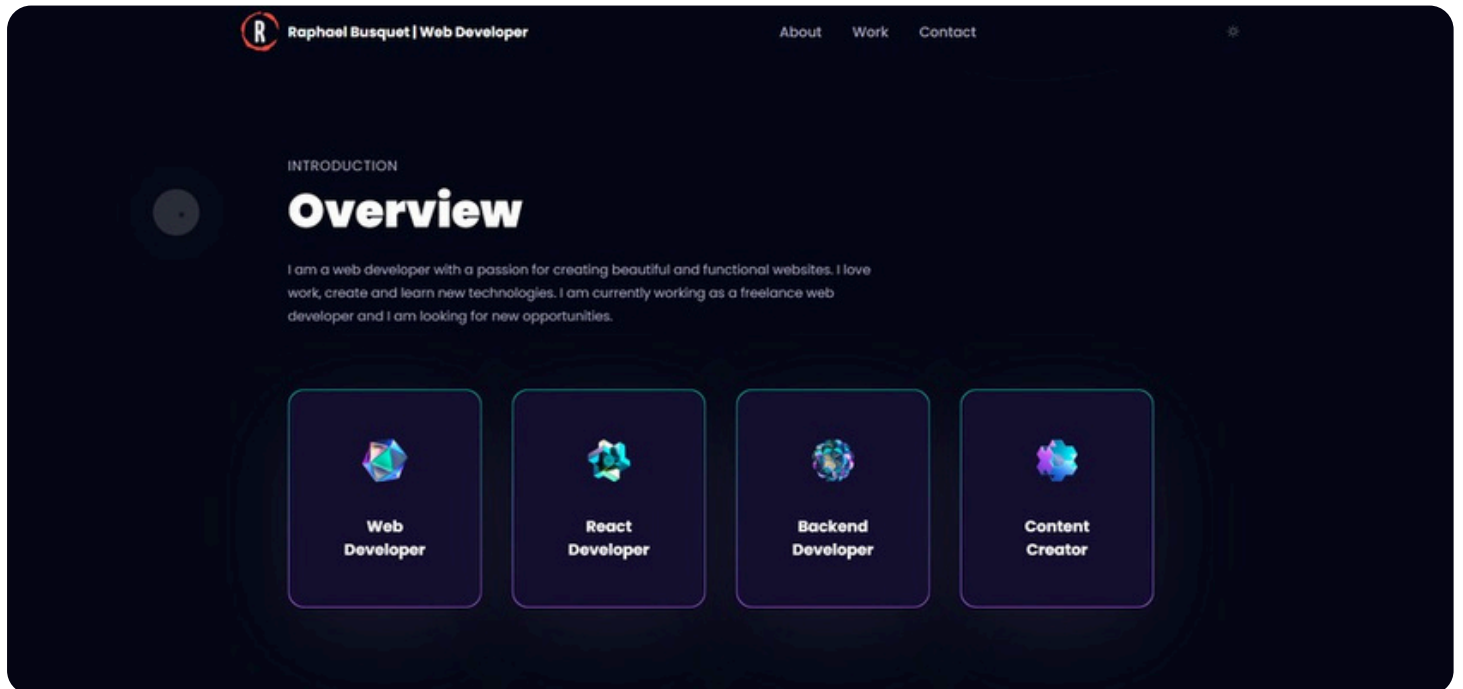 R
Raphael Busquet | Web Developer
About
Work
Contact
INTRODUCTION
Overview
I am a web developer with a passion for creating beautiful and functional websites. I love
work, create and learn new technologies. I am currently working as a freelance web
developer and I am looking for new opportunities.
Web
Developer
React
Developer
Backend
Developer
Content
Creator